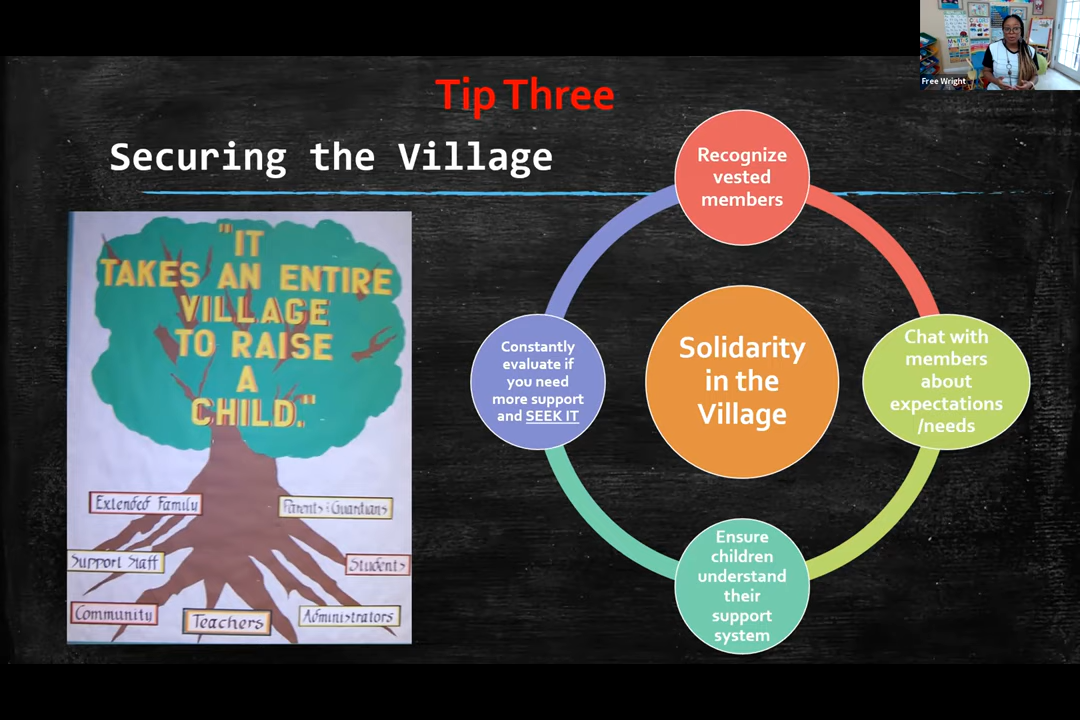 Free Wright
Tip Three
Securing the Village
"IT
TAKES AN ENTIRE
VILLAGE
TO RAISE
A
CHILD."
Extended Family
Parents & Guardians
Support Staff
Students
Community
Teachers
Administrators
Recognize
vested
members
Chat with
members
about
expectations
/needs
Ensure
children
understand
their
support
system
Constantly
evaluate if
you need
more support
and SEEK IT
Solidarity
in the
Village